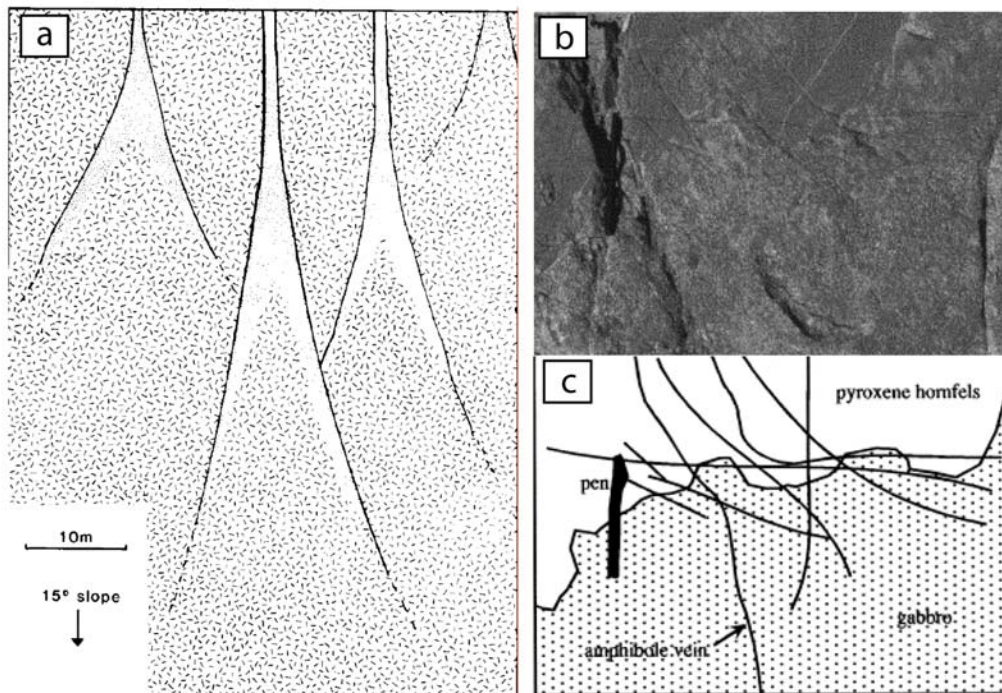 a
10m
15° slope
b
c
pyroxene hornfels
pen
gabbro
amphibole vein